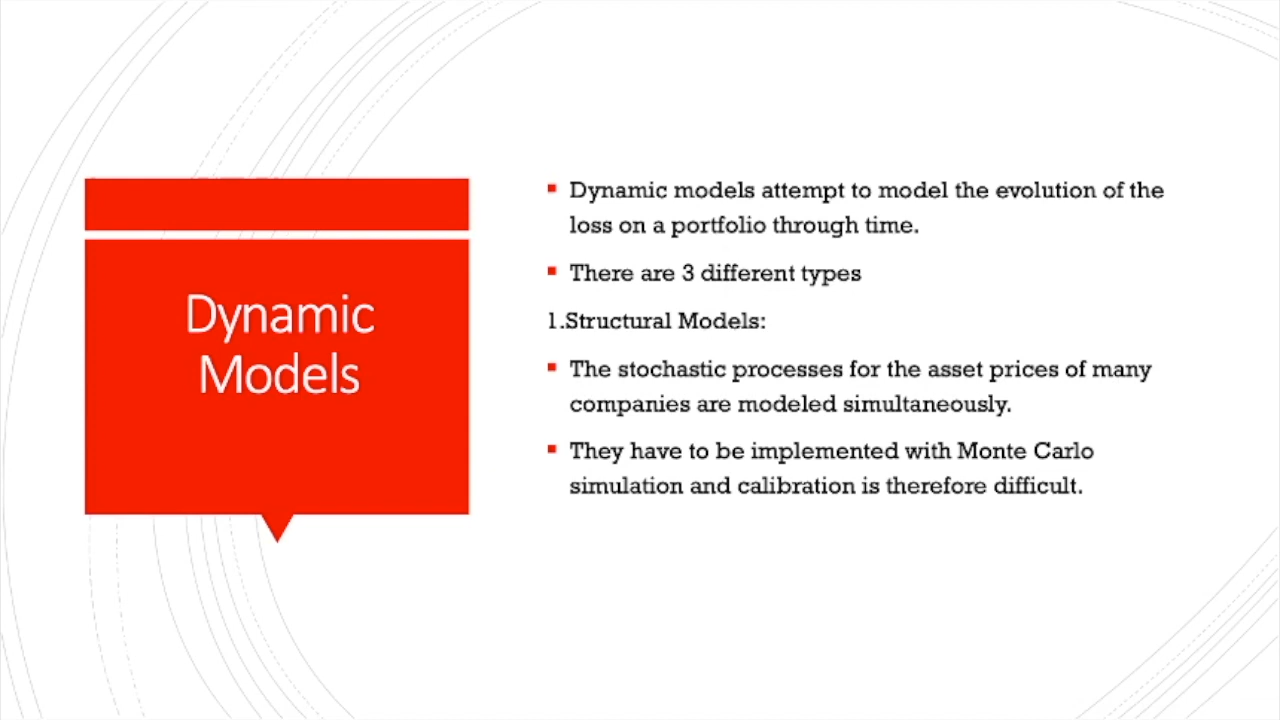 Dynamic
Models
Dynamic models attempt to model the evolution of the
loss on a portfolio through time.
There are 3 different types
1.Structural Models:
The stochastic processes for the asset prices of many
companies are modeled simultaneously.
They have to be implemented with Monte Carlo
simulation and calibration is therefore difficult.